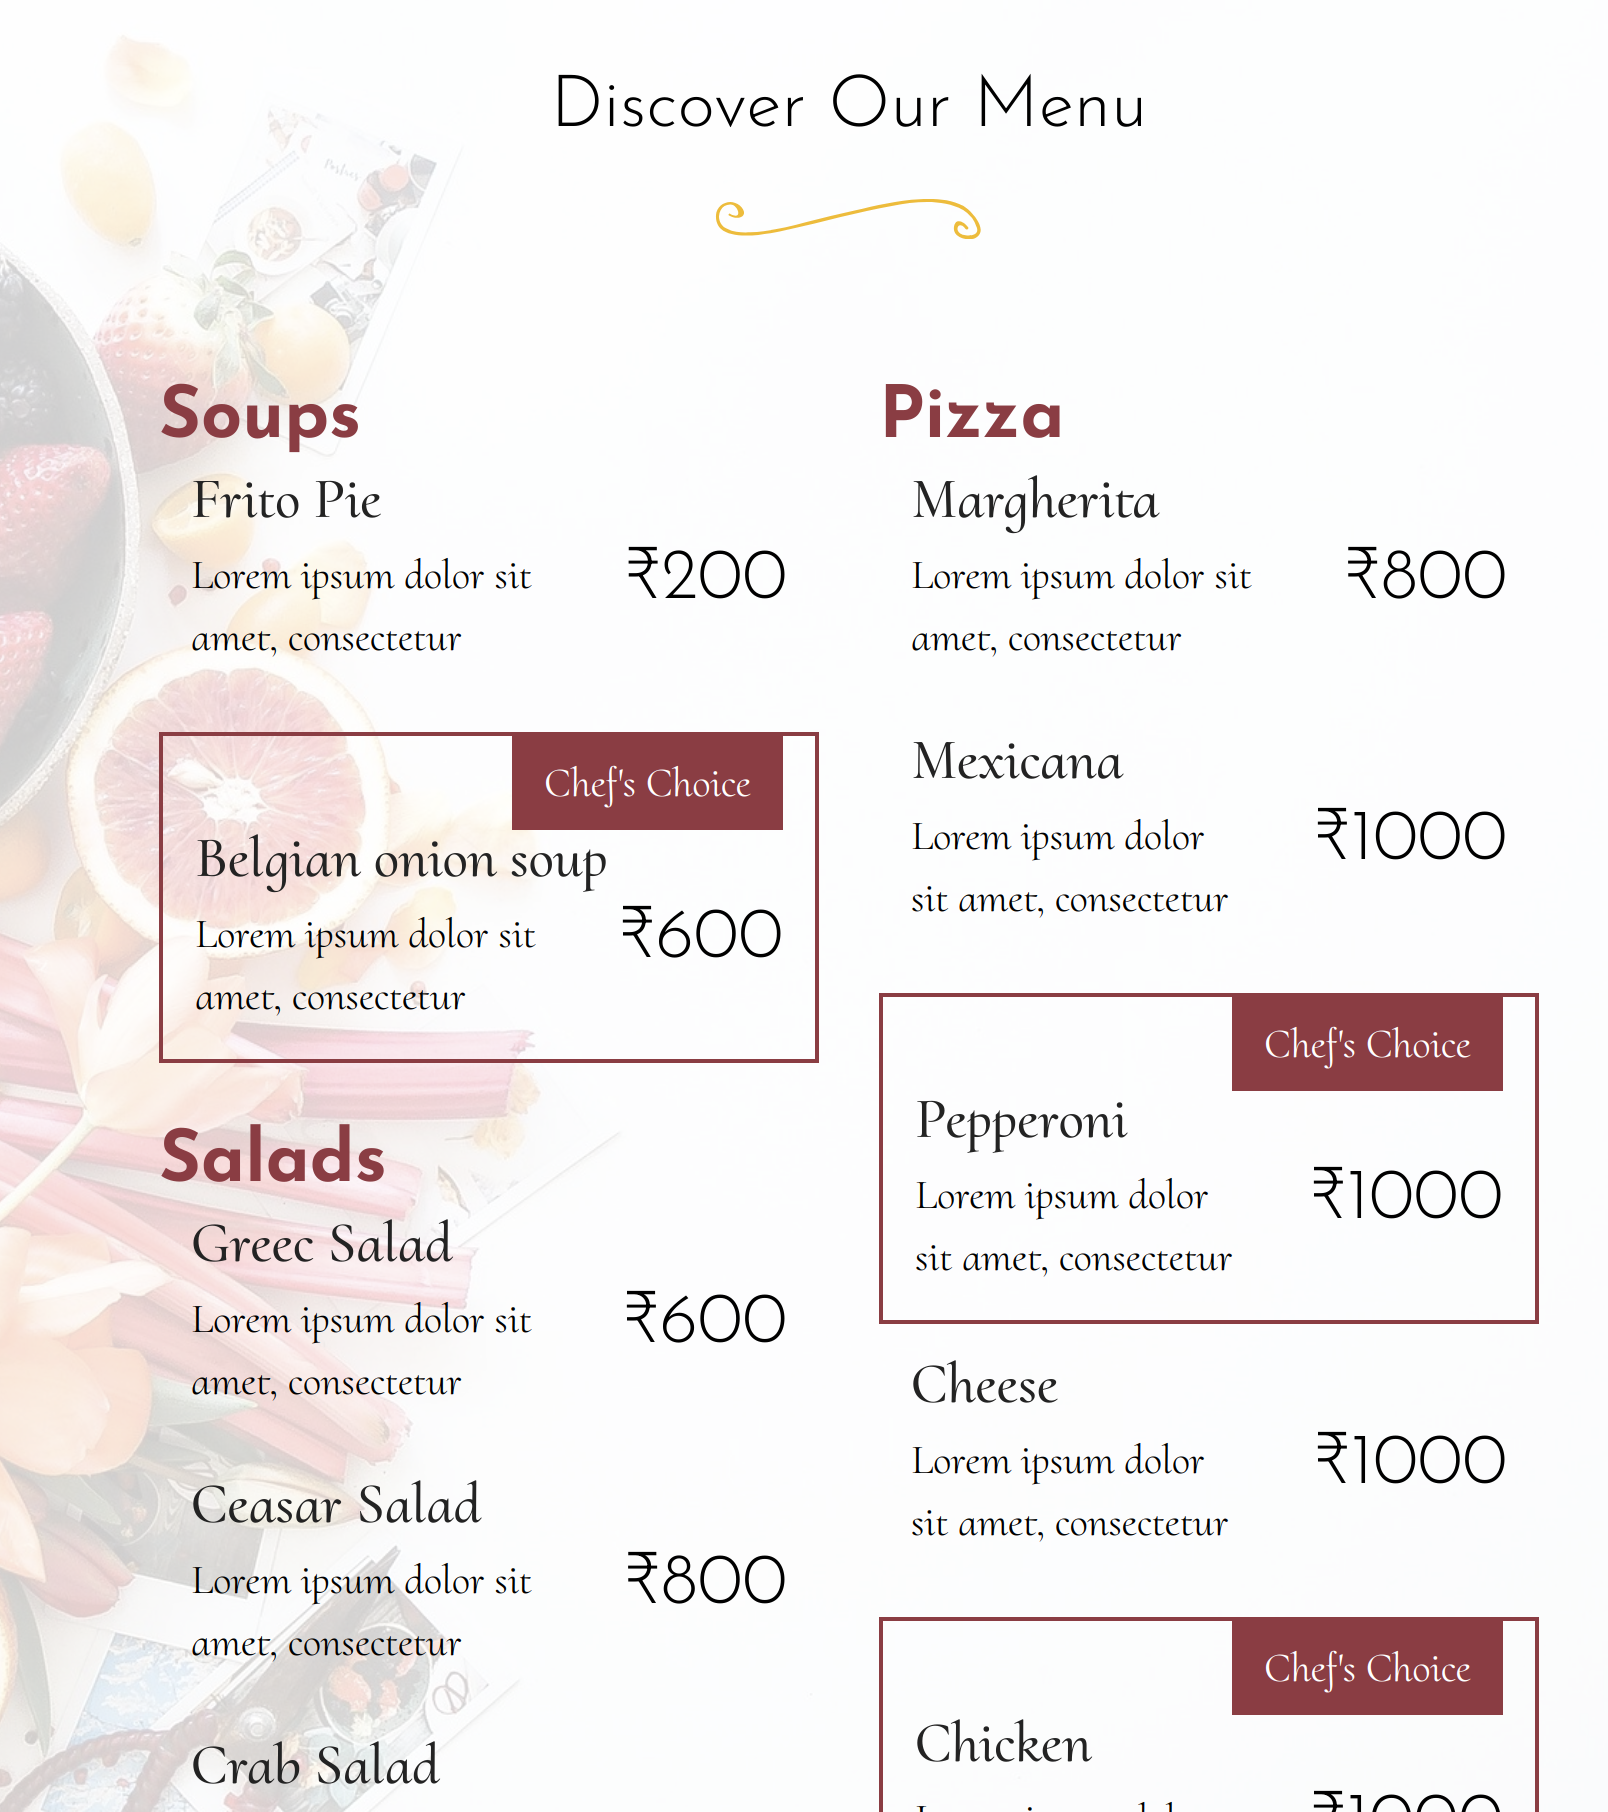 Discover Our Menu
Soups
Frito Pie
Lorem ipsum dolor sit
amet, consectetur
₹200
Chef's Choice
Belgian onion soup
Lorem ipsum dolor sit
amet, consectetur
₹600
Salads
Greec Salad
Lorem ipsum dolor sit
amet, consectetur
₹600
Ceasar Salad
Lorem ipsum dolor sit
amet, consectetur
₹800
Crab Salad
Pizza
Margherita
Lorem ipsum dolor sit
amet, consectetur
₹800
Mexicana
Lorem ipsum dolor
sit amet, consectetur
₹1000
Chef's Choice
Pepperoni
Lorem ipsum dolor
sit amet, consectetur
₹1000
Cheese
Lorem ipsum dolor
sit amet, consectetur
₹1000
Chef's Choice
Chicken